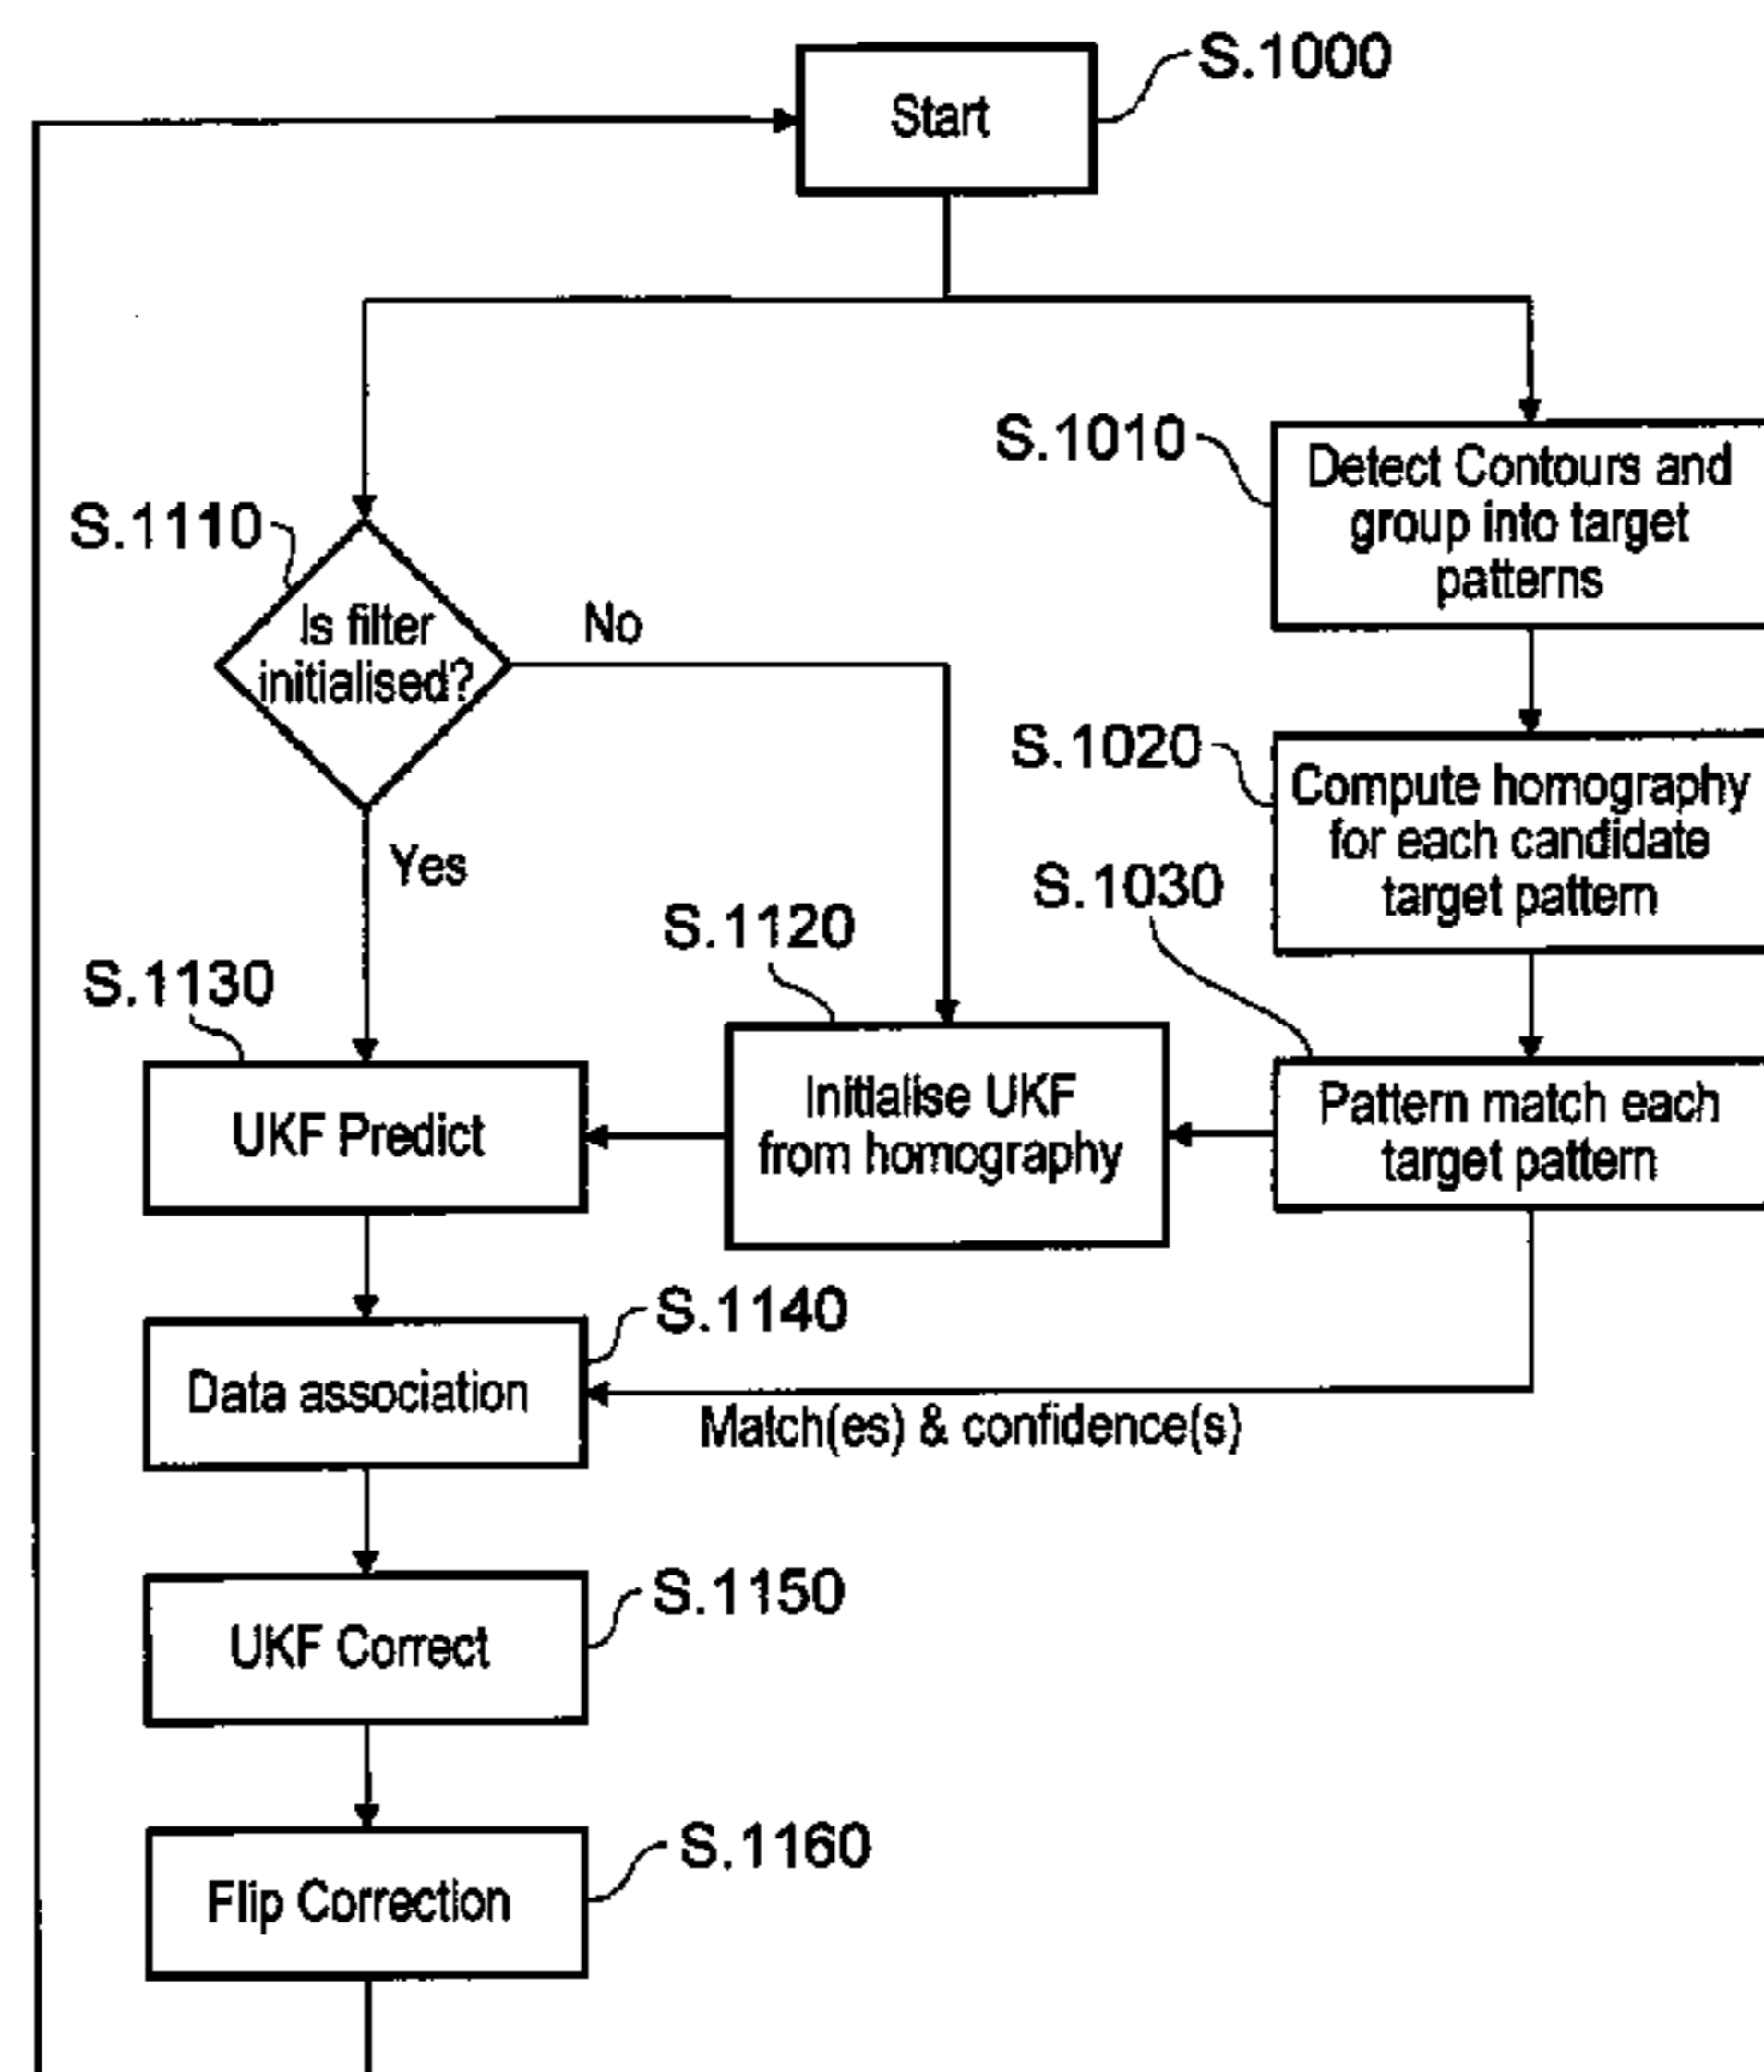 S.1000
Start
S.1010
Detect Contours and
group into target
patterns
S.1110
Is filter
initialised?
No
Yes
S.1020
Compute homography
for each candidate
target pattern
S.1030
Pattern match each
target pattern
S.1120
Initialise UKF
from homography
S.1130
UKF Predict
S.1140
Data association
Match(es) & confidence(s)
S.1150
UKF Correct
S.1160
Flip Correction